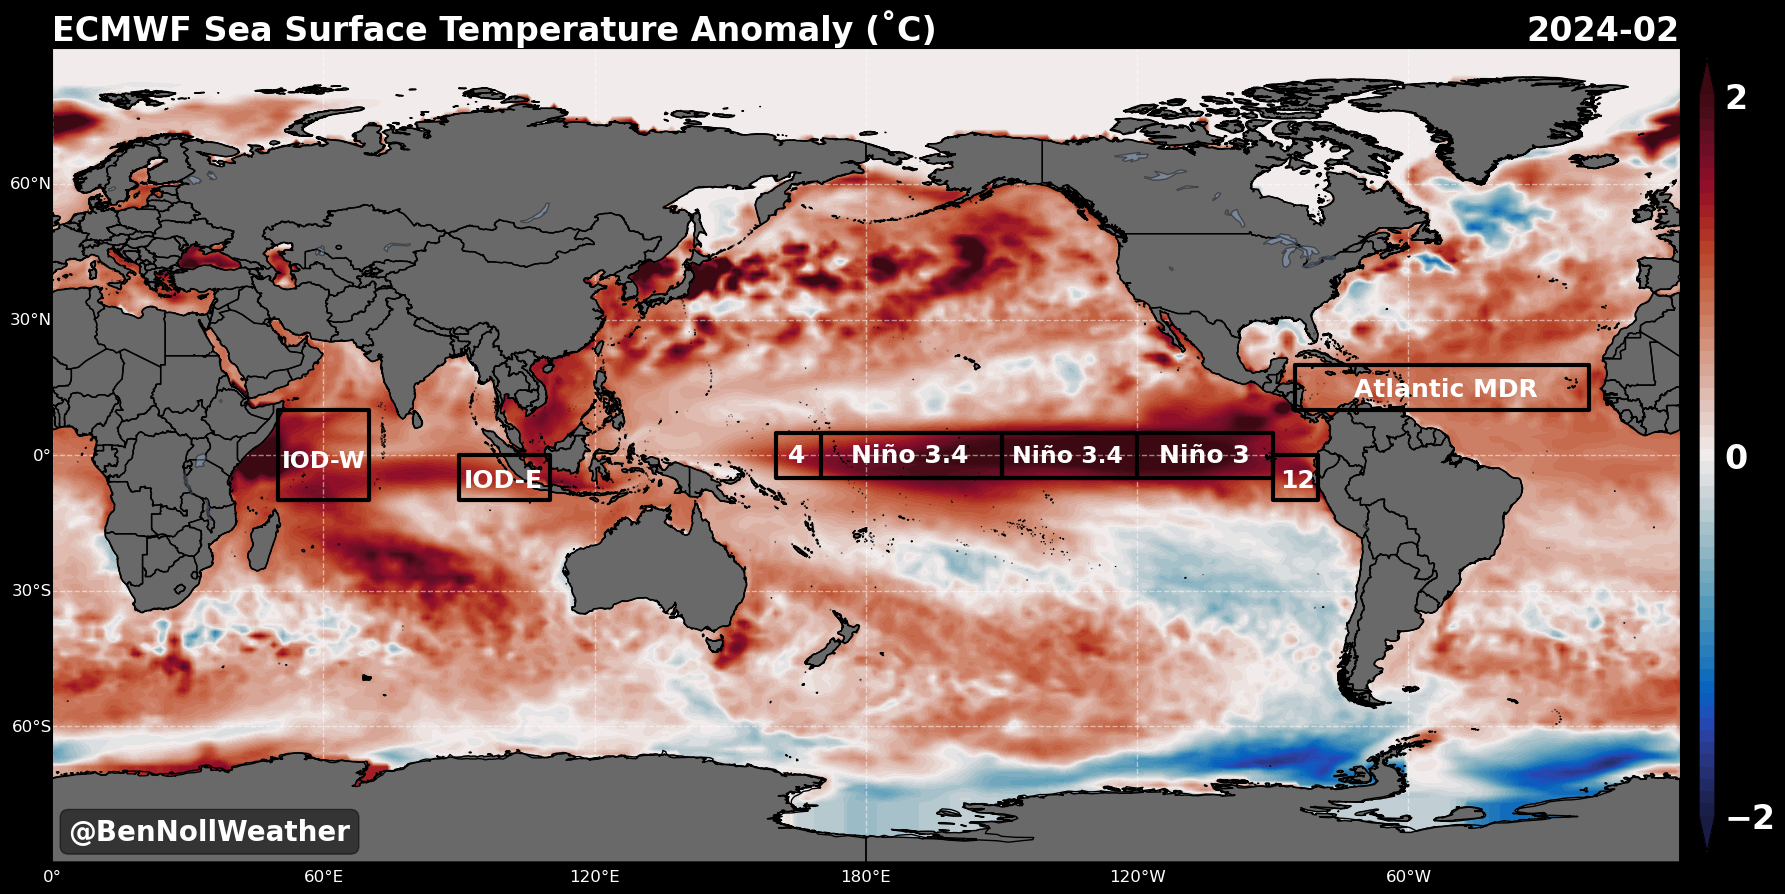 ECMWF Sea Surface Temperature Anomaly (˚C) 2024-02
2
60°N
30°N
Atlantic MDR
0° IOD-W 4 Niño 3.4 Niño 3.4 Niño 3 0
IOD-E 12
30°S
60°S
−2
@BenNollWeather
0° 60°E 120°E 180°E 120°W 60°W